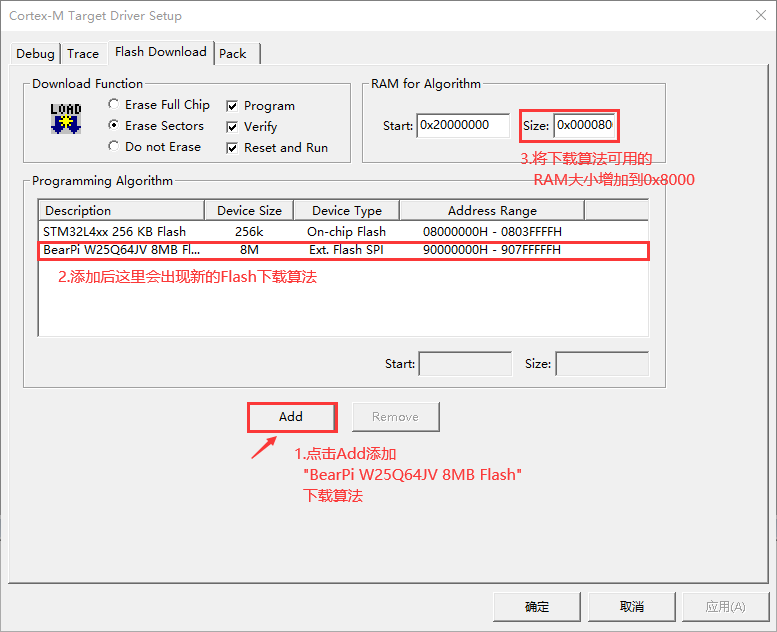 Cortex-M Target Driver Setup
Debug Trace Flash Download Pack
Download Function
LOAD
Erase Full Chip
Erase Sectors
Do not Erase
Program
Verify
Reset and Run
RAM for Algorithm
Start: 0x20000000 Size: 0x000080
3.将下载算法可用的
RAM大小增加到0x8000
Programming Algorithm
Description Device Size Device Type Address Range
STM32L4xx 256 KB Flash 256k On-chip Flash 08000000H - 0803FFFFH
BearPi W25Q64JV 8MB Fl... 8M Ext. Flash SPI 90000000H - 907FFFFFH
2.添加后这里会出现新的Flash下载算法
Start: Size:
Add Remove
1.点击Add添加
"BearPi W25Q64JV 8MB Flash"
下载算法
确定 取消 应用(A)